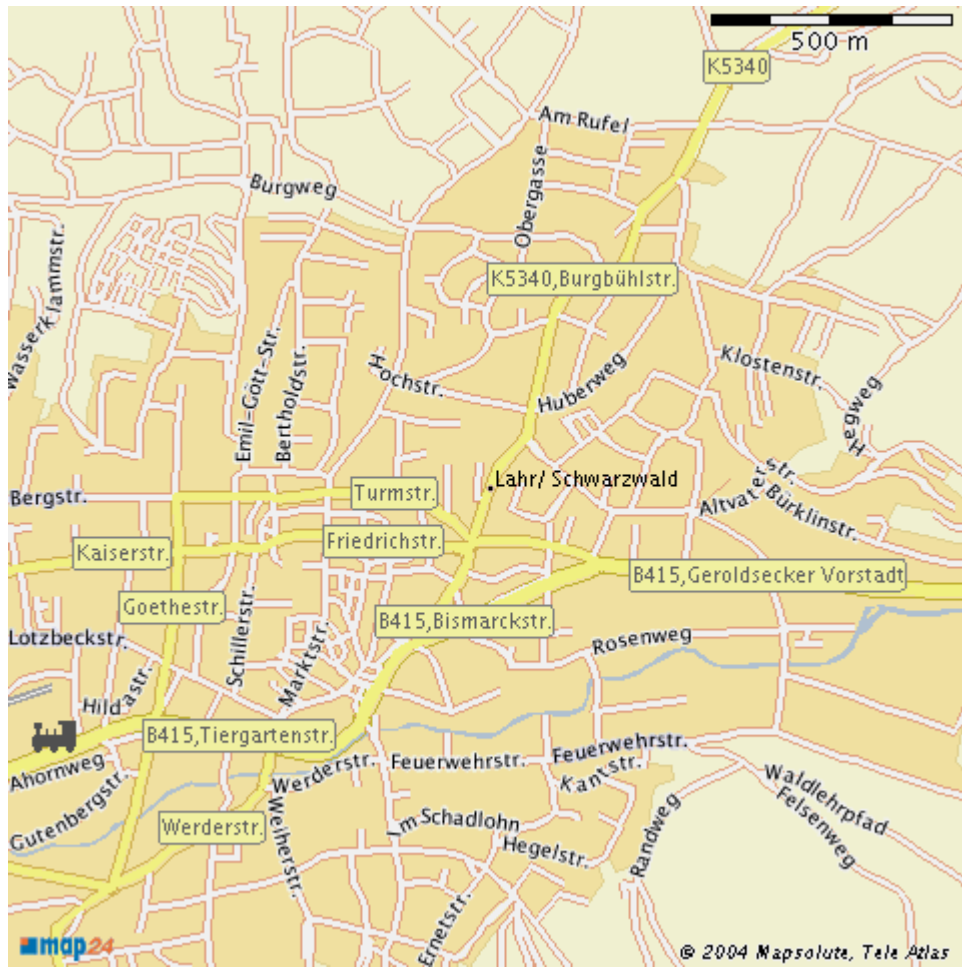 500 m
K5340
Am Rufel
Obergasse
Burgweg
Wasserklammstr.
K5340,Burgbühlstr.
Klostenstr.
Hochstr.
Huberweg
Hegweg
Emil-Gött-Str.
Bertholdstr.
Bergstr.
Turmstr.
Lahr/ Schwarzwald
Altvaterstr.
Bürklinstr.
Kaiserstr.
Friedrichstr.
B415,Geroldsecker Vorstadt
Goethestr.
B415,Bismarckstr.
Lotzbeckstr.
Schillerstr.
Marktstr.
Rosenweg
Hildastr.
B415,Tiergartenstr.
Ahornweg
Werderstr.
Feuerwehrstr.
Feuerwehrstr.
Kantstr.
Gutenbergstr.
Werderstr.
Weiherstr.
Im Schadlohn
Hegelstr.
Randweg
Waldlehrpfad
Felsenweg
Ernetstr.
map24
© 2004 Mapsolute, Tele Atlas